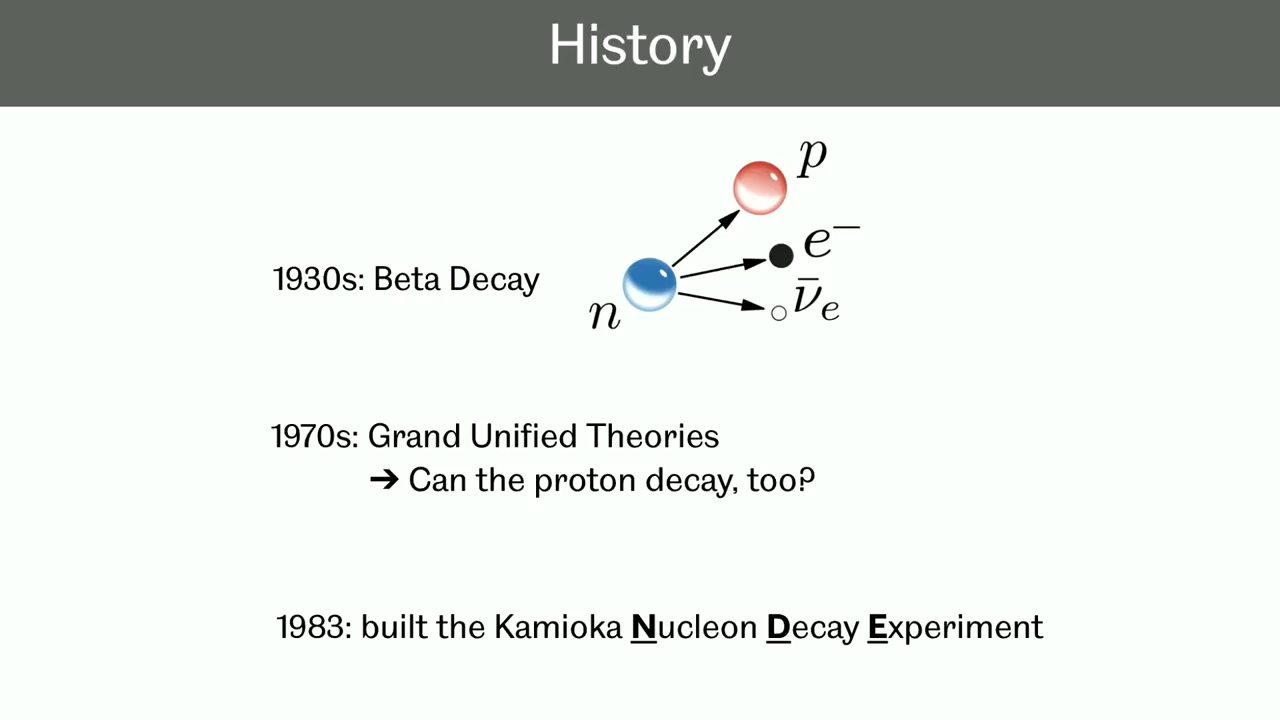 History
p
e⁻
1930s: Beta Decay
n
ν̄ₑ
1970s: Grand Unified Theories
➔ Can the proton decay, too?
1983: built the Kamioka Nucleon Decay Experiment